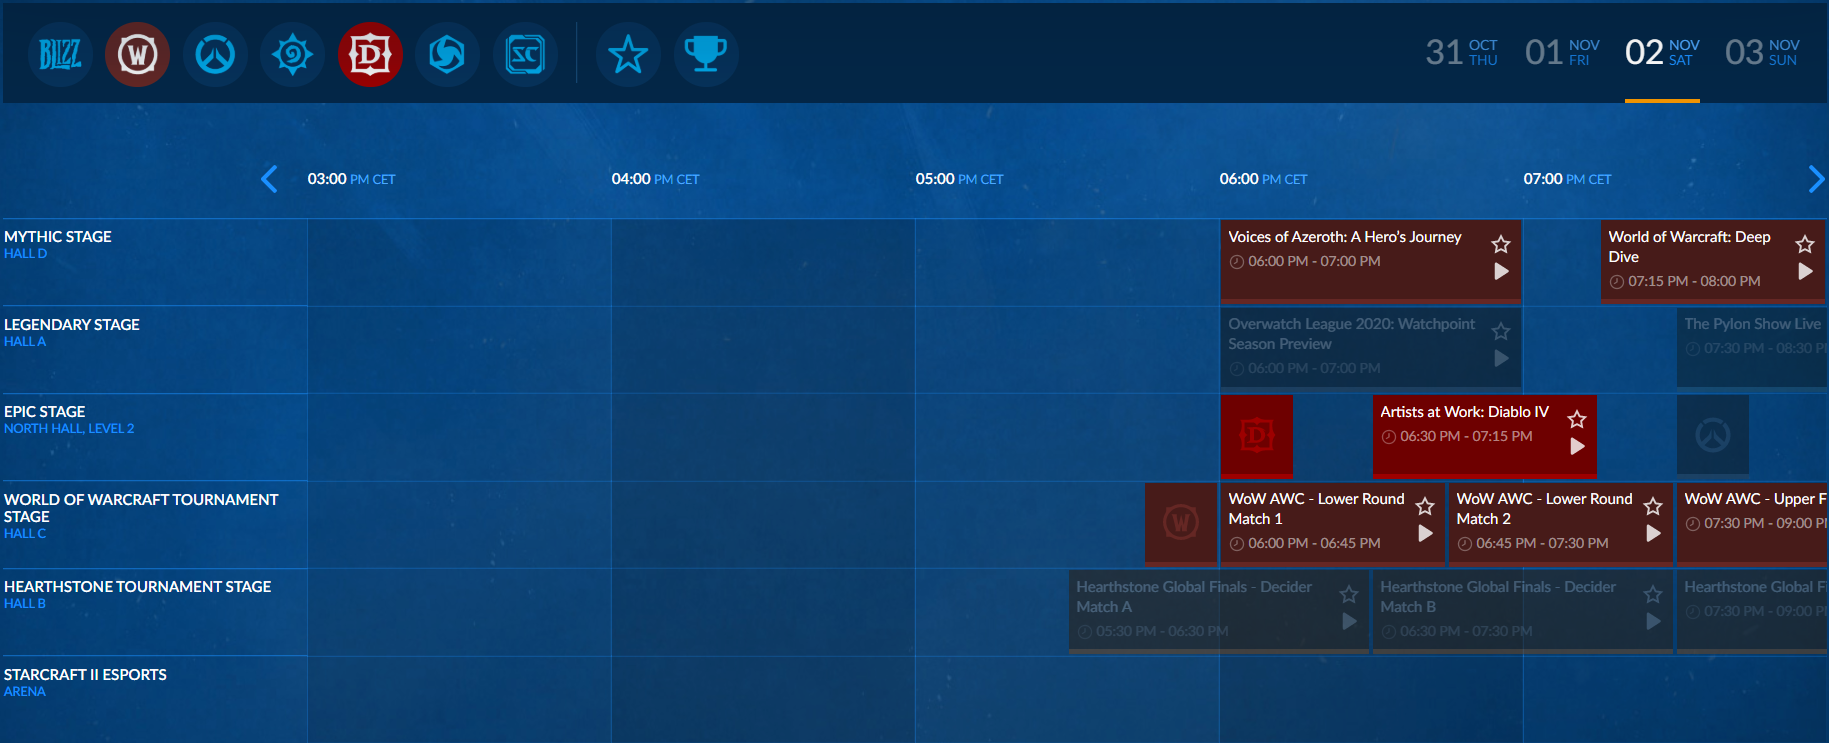 BLIZZ W D SC 31 OCT THU 01 NOV FRI 02 NOV SAT 03 NOV SUN
03:00 PM CET 04:00 PM CET 05:00 PM CET 06:00 PM CET 07:00 PM CET
MYTHIC STAGE
HALL D
Voices of Azeroth: A Hero's Journey
06:00 PM - 07:00 PM
World of Warcraft: Deep
Dive
07:15 PM - 08:00 PM
LEGENDARY STAGE
HALL A
Overwatch League 2020: Watchpoint
Season Preview
06:00 PM - 07:00 PM
The Pylon Show Live
07:30 PM - 08:30 P
EPIC STAGE
NORTH HALL, LEVEL 2
D
Artists at Work: Diablo IV
06:30 PM - 07:15 PM
WORLD OF WARCRAFT TOURNAMENT
STAGE
HALL C
W
WoW AWC - Lower Round
Match 1
06:00 PM - 06:45 PM
WoW AWC - Lower Round
Match 2
06:45 PM - 07:30 PM
WoW AWC - Upper F
07:30 PM - 09:00 P
HEARTHSTONE TOURNAMENT STAGE
HALL B
Hearthstone Global Finals - Decider
Match A
05:30 PM - 06:30 PM
Hearthstone Global Finals - Decider
Match B
06:30 PM - 07:30 PM
Hearthstone Global Fi
07:30 PM - 09:00 P
STARCRAFT II ESPORTS
ARENA